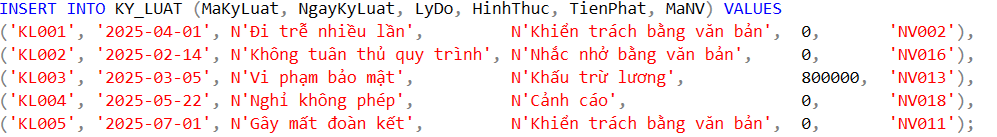 INSERT INTO KY_LUAT (MaKyLuat, NgayKyLuat, LyDo, HinhThuc, TienPhat, MaNV) VALUES
('KL001', '2025-04-01', N'Đi trễ nhiều lần', N'Khiển trách bằng văn bản', 0, 'NV002'),
('KL002', '2025-02-14', N'Không tuân thủ quy trình', N'Nhắc nhở bằng văn bản', 0, 'NV016'),
('KL003', '2025-03-05', N'Vi phạm bảo mật', N'Khấu trừ lương', 800000, 'NV013'),
('KL004', '2025-05-22', N'Nghỉ không phép', N'Cảnh cáo', 0, 'NV018'),
('KL005', '2025-07-01', N'Gây mất đoàn kết', N'Khiển trách bằng văn bản', 0, 'NV011');